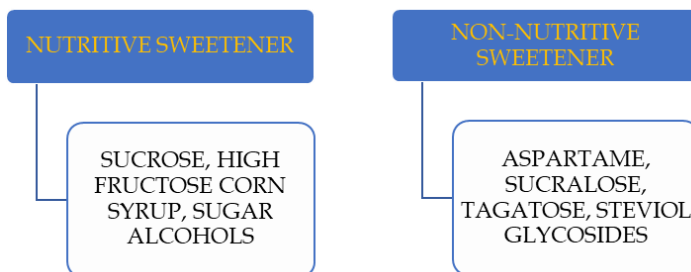 NUTRITIVE SWEETENER
SUCROSE, HIGH
FRUCTOSE CORN
SYRUP, SUGAR
ALCOHOLS
NON-NUTRITIVE
SWEETENER
ASPARTAME,
SUCRALOSE,
TAGATOSE, STEVIOL
GLYCOSIDES